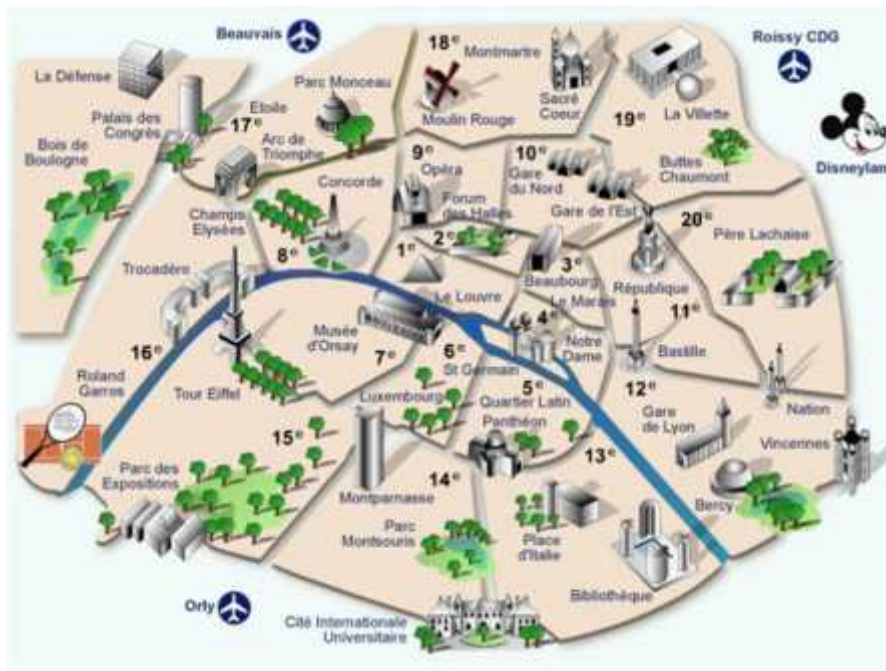 Beauvais
Roissy CDG
18e
Montmartre
La Défense
Parc Monceau
Palais des
Congrès
Etoile
17e
Moulin Rouge
Sacré
Coeur
19e
La Villette
Bois de
Boulogne
Arc de
Triomphe
9e
Opéra
10e
Gare
du Nord
Buttes
Chaumont
Disneylan
Concorde
Forum
des Halles
Gare de l'Est
Champs
Elysées
20e
Père Lachaise
8e
1e
2e
3e
Trocadère
Beaubourg
République
Le Louvre
Le Marais
11e
Musée
d'Orsay
4e
Notre
Dame
Bastille
16e
7e
6e
St Germain
Roland
Garros
Tour Eiffel
Luxembourg
5e
Quartier Latin
12e
Nation
Panthéon
Gare
de Lyon
15e
Vincennes
Parc des
Expositions
14e
13e
Montparnasse
Bercy
Parc
Montsouris
Place
d'Italie
Bibliothèque
Orly
Cité Internationale
Universitaire